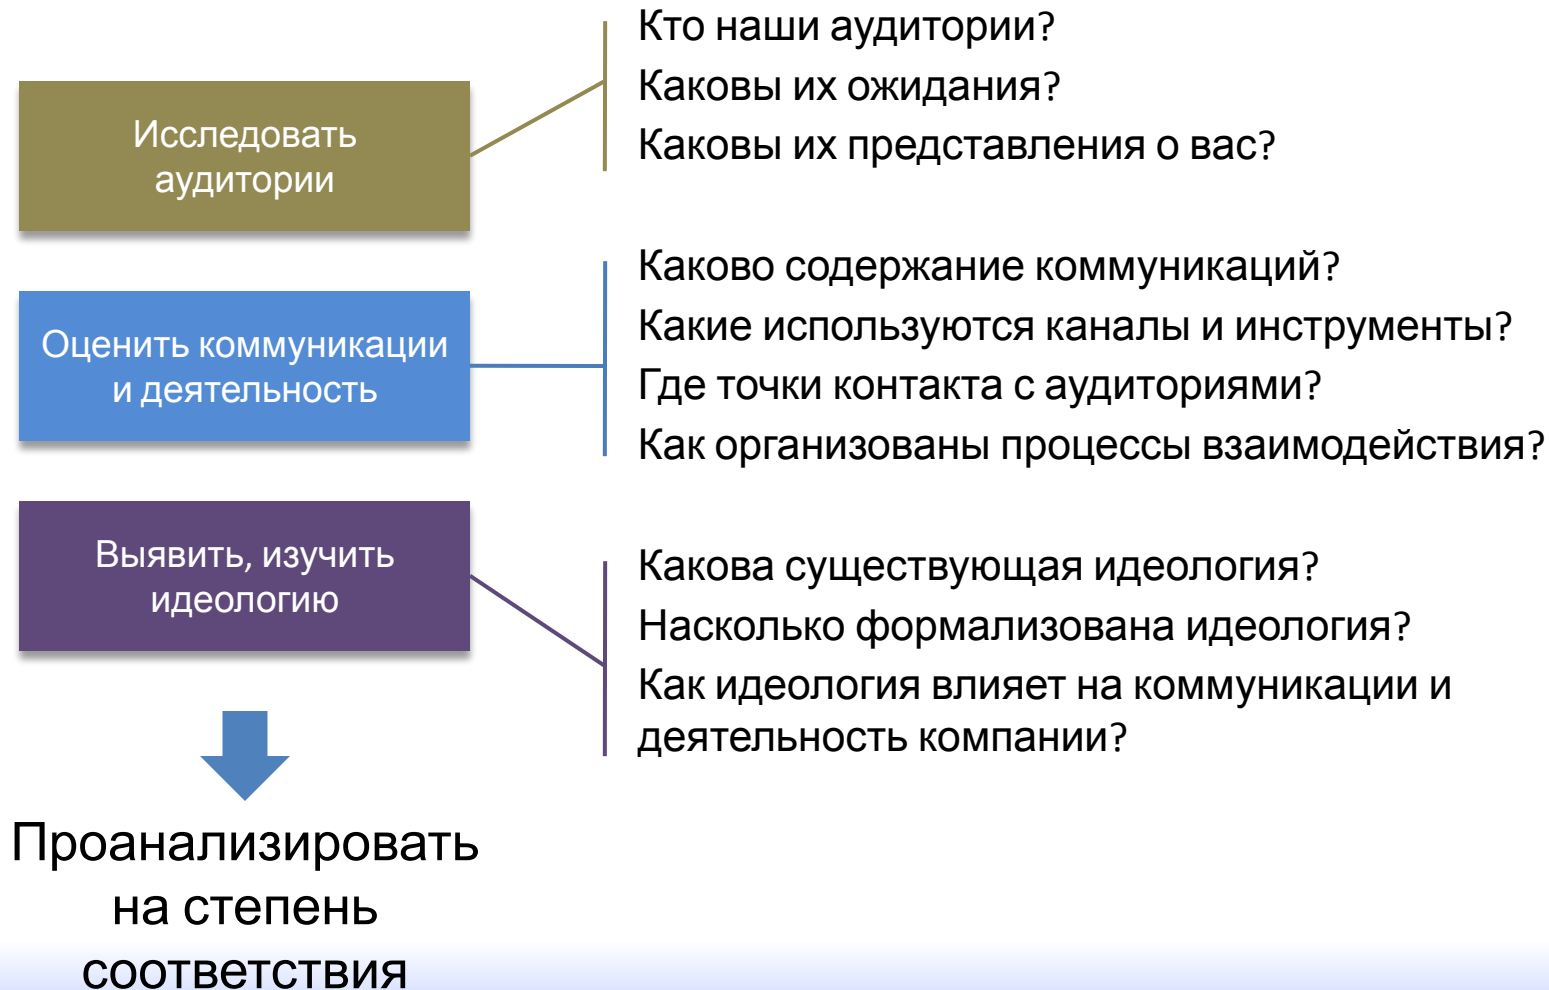 Исследовать
аудитории
Кто наши аудитории?
Каковы их ожидания?
Каковы их представления о вас?
Оценить коммуникации
и деятельность
Каково содержание коммуникаций?
Какие используются каналы и инструменты?
Где точки контакта с аудиториями?
Как организованы процессы взаимодействия?
Выявить, изучить
идеологию
Какова существующая идеология?
Насколько формализована идеология?
Как идеология влияет на коммуникации и
деятельность компании?
Проанализировать
на степень
соответствия